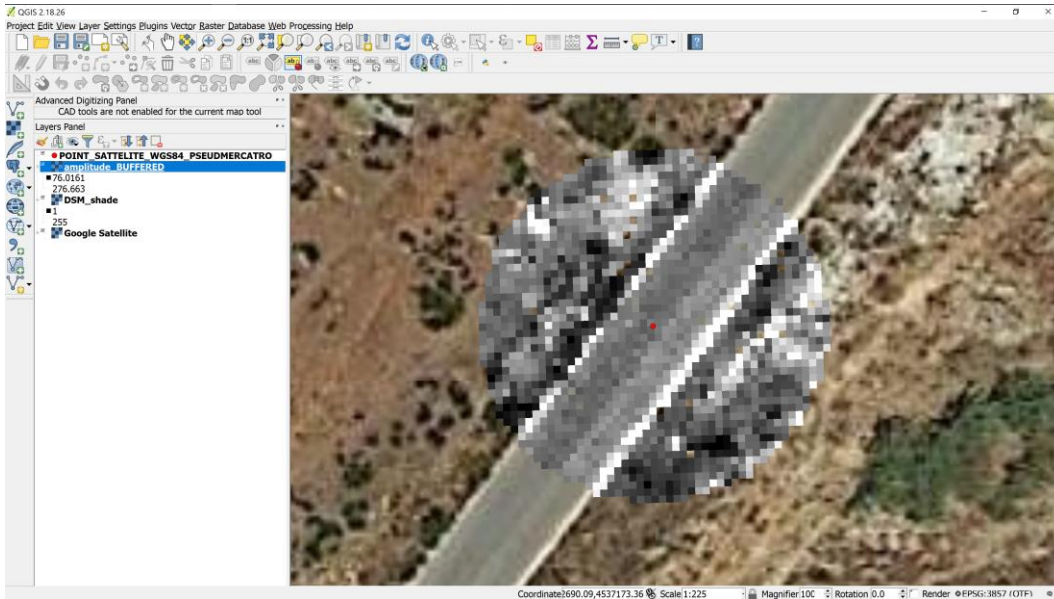 QGIS 2.18.26
Project Edit View Layer Settings Plugins Vector Raster Database Web Processing Help
Advanced Digitizing Panel
CAD tools are not enabled for the current map tool
Layers Panel
POINT_SATTELITE_WGS84_PSEUDMERCATRO
amplitude_BUFFERED
76.0161
276.663
DSM_shade
1
255
Google Satellite
Coordinate 2690.09,4537173.36 Scale 1:225 Magnifier 100 Rotation 0.0 Render EPSG:3857 (OTF)